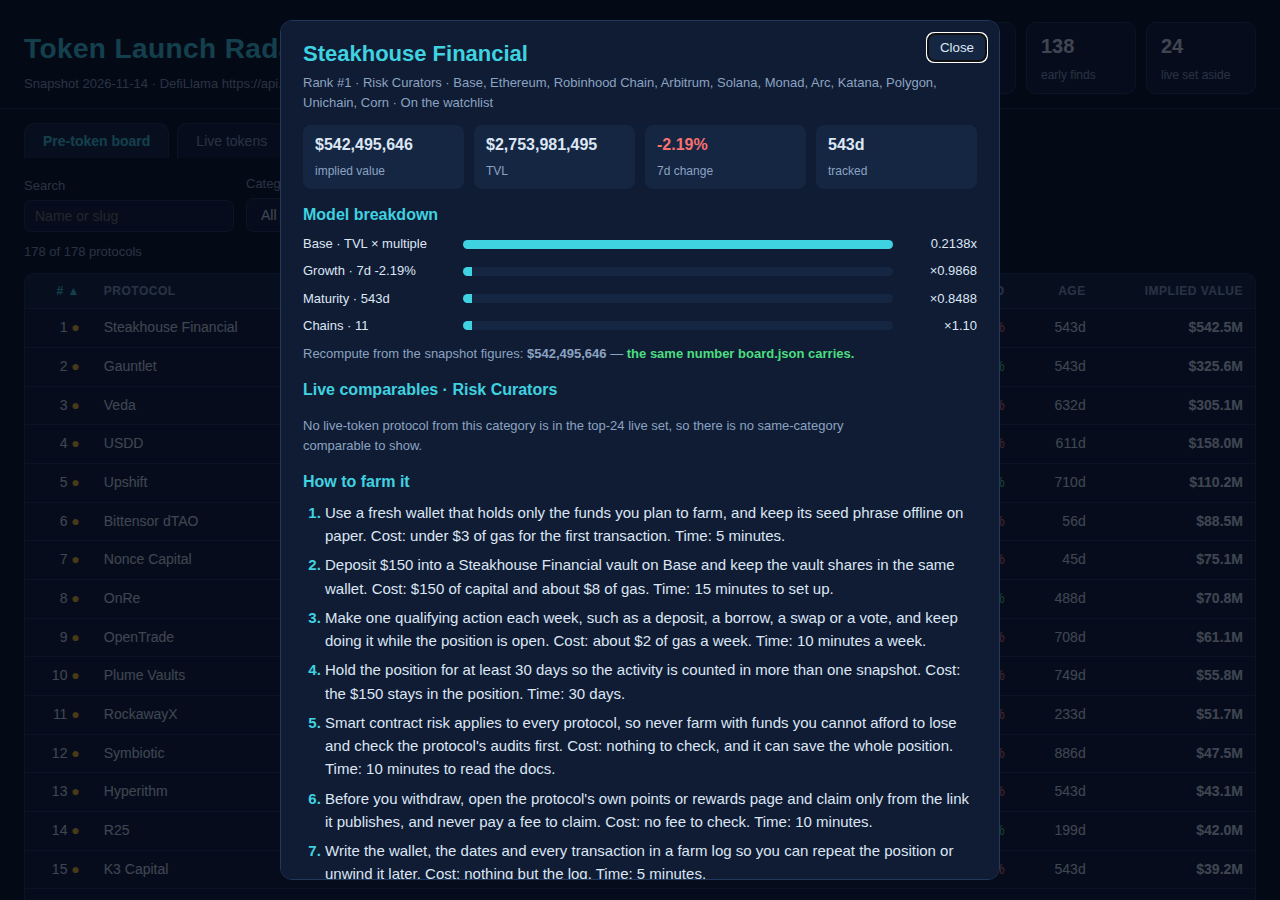 Token Launch Rad
Snapshot 2026-11-14 · DefiLlama https://api.
138
early finds
24
live set aside
Pre-token board
Live tokens
Search
Categ
Name or slug
All
178 of 178 protocols
# ▲ PROTOCOL AGE IMPLIED VALUE
1 Steakhouse Financial 543d $542.5M
2 Gauntlet 543d $325.6M
3 Veda 632d $305.1M
4 USDD 611d $158.0M
5 Upshift 710d $110.2M
6 Bittensor dTAO 56d $88.5M
7 Nonce Capital 45d $75.1M
8 OnRe 488d $70.8M
9 OpenTrade 708d $61.1M
10 Plume Vaults 749d $55.8M
11 RockawayX 233d $51.7M
12 Symbiotic 886d $47.5M
13 Hyperithm 543d $43.1M
14 R25 199d $42.0M
15 K3 Capital 543d $39.2M
Steakhouse Financial
Close
Rank #1 · Risk Curators · Base, Ethereum, Robinhood Chain, Arbitrum, Solana, Monad, Arc, Katana, Polygon,
Unichain, Corn · On the watchlist
$542,495,646
implied value
$2,753,981,495
TVL
-2.19%
7d change
543d
tracked
Model breakdown
Base · TVL × multiple 0.2138x
Growth · 7d -2.19% ×0.9868
Maturity · 543d ×0.8488
Chains · 11 ×1.10
Recompute from the snapshot figures: $542,495,646 — the same number board.json carries.
Live comparables · Risk Curators
No live-token protocol from this category is in the top-24 live set, so there is no same-category
comparable to show.
How to farm it
1. Use a fresh wallet that holds only the funds you plan to farm, and keep its seed phrase offline on
paper. Cost: under $3 of gas for the first transaction. Time: 5 minutes.
2. Deposit $150 into a Steakhouse Financial vault on Base and keep the vault shares in the same
wallet. Cost: $150 of capital and about $8 of gas. Time: 15 minutes to set up.
3. Make one qualifying action each week, such as a deposit, a borrow, a swap or a vote, and keep
doing it while the position is open. Cost: about $2 of gas a week. Time: 10 minutes a week.
4. Hold the position for at least 30 days so the activity is counted in more than one snapshot. Cost:
the $150 stays in the position. Time: 30 days.
5. Smart contract risk applies to every protocol, so never farm with funds you cannot afford to lose
and check the protocol's audits first. Cost: nothing to check, and it can save the whole position.
Time: 10 minutes to read the docs.
6. Before you withdraw, open the protocol's own points or rewards page and claim only from the link
it publishes, and never pay a fee to claim. Cost: no fee to check. Time: 10 minutes.
7. Write the wallet, the dates and every transaction in a farm log so you can repeat the position or
unwind it later. Cost: nothing but the log. Time: 5 minutes.